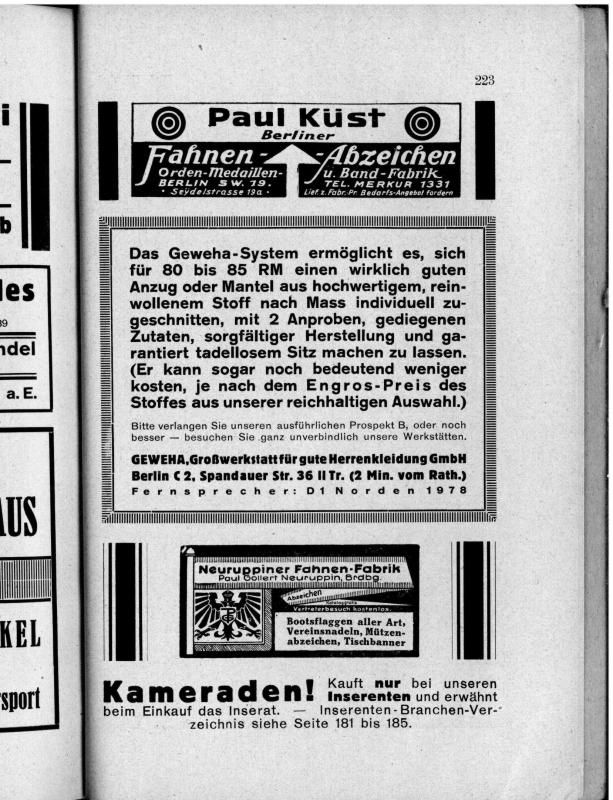 i
b
les
39
ndel
a. E.
AUS
KEL
rsport
223
Paul Küst
Berliner
Fahnen - - Abzeichen
Orden-Medaillen- u. Band-Fabrik
BERLIN SW. 19. TEL. MERKUR 1331
· Seydelstrasse 19a · Lief. z. Fabr. Pr. Bedarfs-Angebot fordern
Das Geweha-System ermöglicht es, sich
für 80 bis 85 RM einen wirklich guten
Anzug oder Mantel aus hochwertigem, rein-
wollenem Stoff nach Mass individuell zu-
geschnitten, mit 2 Anproben, gediegenen
Zutaten, sorgfältiger Herstellung und ga-
rantiert tadellosem Sitz machen zu lassen.
(Er kann sogar noch bedeutend weniger
kosten, je nach dem Engros-Preis des
Stoffes aus unserer reichhaltigen Auswahl.)
Bitte verlangen Sie unseren ausführlichen Prospekt B, oder noch
besser — besuchen Sie ganz unverbindlich unsere Werkstätten.
GEWEHA, Großwerkstatt für gute Herrenkleidung GmbH
Berlin C 2, Spandauer Str. 36 II Tr. (2 Min. vom Rath.)
Fernsprecher: D1 Norden 1978
Neuruppiner Fahnen-Fabrik
Paul Göllert Neuruppin, Brdbg.
Abzeichen
Kataloggratis
Vertreterbesuch kostenlos.
Bootsflaggen aller Art,
Vereinsnadeln, Mützen-
abzeichen, Tischbanner
Kameraden! Kauft nur bei unseren
Inserenten und erwähnt
beim Einkauf das Inserat. — Inserenten-Branchen-Ver-
zeichnis siehe Seite 181 bis 185.